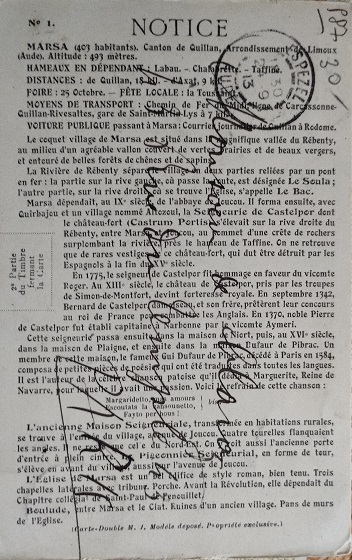 Nº 1.
NOTICE
MARSA (407 habitants). Canton de Quillan, Arrondissement de Limoux
(Aude). Altitude : 493 mètres.
HAMEAUX EN DÉPENDANT : Labau. - - Taffine.
DISTANCES : de Quillan, 18 kil. - d'Axat, 9 kil.
FOIRE : 25 Octobre. — FÊTE LOCALE : la Toussaint.
MOYENS DE TRANSPORT : Chemin de Fer du Midi, ligne de Carcassonne-
Quillan-Rivesaltes, gare de Saint-Martin-Lys à 7 kil.
VOITURE PUBLIQUE passant à Marsa : Courrier journalier de Quillan à Rodome.
Le coquet village de Marsa est situé dans la magnifique vallée du Rébenty,
au milieu d'un agréable vallon couvert de vertes prairies et de beaux vergers,
et entouré de belles forêts de chênes et de sapins.
La Rivière de Rébenty sépare le village en deux parties reliées par un pont
en fer : la partie sur la rive gauche, où passe la route, est désignée Le Soula ;
l'autre partie, sur la rive droite, où se trouve l'Eglise, s'appelle Le Bac.
Marsa dépendait, au IXe siècle, de l'abbaye de Joucou. Il forma ensuite, avec
Quirbajou et un village nommé Altozoul, la Seigneurie de Castelpor dont
le château-fort (Castrum Portis) s'élevait sur la rive droite du
Rébenty, entre Marsa et Joucou, au sommet d'une crête de rochers
surplombant la rivière près le hameau de Taffine. On ne retrouve
que de rares vestiges de ce château-fort, qui dut être détruit par les
Espagnols à la fin du XVe siècle.
En 1775, le seigneur de Castelpor fit hommage en faveur du vicomte
Roger. Au XIIIe siècle, le château de Castelpor, pris par les troupes
de Simon-de-Montfort, devint forteresse royale. En septembre 1342,
Bernard de Castelpor dans Jousseau, et son frère, prêtèrent leur concours
au roi de France pour combattre les Anglais. En 1370, noble Pierre
de Castelpor fut établi capitaine à Narbonne par le vicomte Aymeri.
Cette seigneurie passa ensuite dans la maison de Niort, puis, au XVIe siècle,
dans la maison de Plaigne, et ensuite dans la maison Dufaur de Pibrac. Un
membre de cette maison, le fameux Gui Dufaur de Pibrac, décédé à Paris en 1584,
composa de petites pièces de poésies qui ont été traduites dans toutes les langues.
Il est l'auteur de la célèbre chanson patoise qu'il dédia à Marguerite, Reine de
Navarre, pour laquelle il avait une passion. Voici le refrain de cette chanson :
Margarideto mous amours
Escoutats la cansounetto,
Fayto per vous !
L'ancienne Maison Seigneuriale, transformée en habitations rurales,
se trouve à l'entrée du village, avenue de Joucou. Quatre tourelles flanquaient
les angles. Il ne reste que celle du Nord-Est. On y voit aussi l'ancienne porte
d'entrée à plein cintre. Le Pigeonnier Seigneurial, en forme de tour,
s'élève en avant du village, aussi sur l'avenue de Joucou.
L'Eglise de Marsa est un bel édifice de style roman, bien tenu. Trois
chapelles latérales avec tribune. Porche. Avant la Révolution, elle dépendait du
Chapitre collégial de Saint-Paul de Fenouillet.
Boulude, entre Marsa et le Clat. Ruines d'un ancien village. Pans de murs
de l'Eglise.
(Carte-Double M. J. Modèle déposé. Propriété exclusive.)
2e Partie
du Timbre
fermant
la Carte